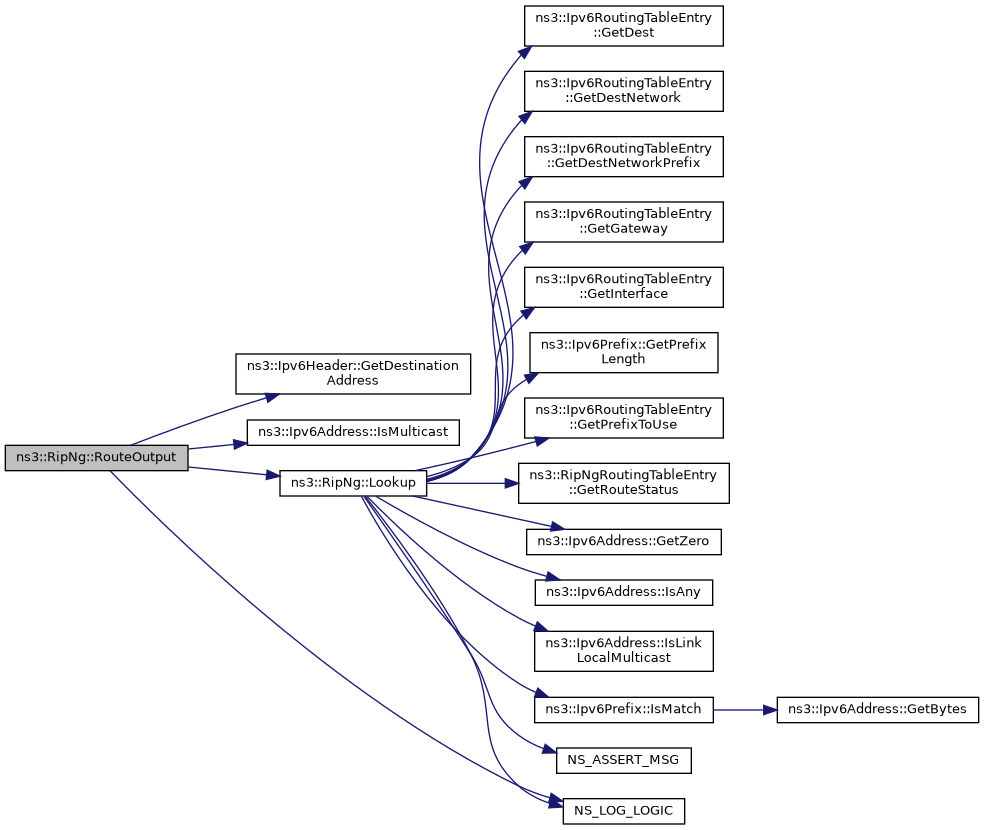 ns3::RipNg::RouteOutput
ns3::Ipv6Header::GetDestination
Address
ns3::Ipv6Address::IsMulticast
ns3::RipNg::Lookup
ns3::Ipv6RoutingTableEntry
::GetDest
ns3::Ipv6RoutingTableEntry
::GetDestNetwork
ns3::Ipv6RoutingTableEntry
::GetDestNetworkPrefix
ns3::Ipv6RoutingTableEntry
::GetGateway
ns3::Ipv6RoutingTableEntry
::GetInterface
ns3::Ipv6Prefix::GetPrefix
Length
ns3::Ipv6RoutingTableEntry
::GetPrefixToUse
ns3::RipNgRoutingTableEntry
::GetRouteStatus
ns3::Ipv6Address::GetZero
ns3::Ipv6Address::IsAny
ns3::Ipv6Address::IsLink
LocalMulticast
ns3::Ipv6Prefix::IsMatch
ns3::Ipv6Address::GetBytes
NS_ASSERT_MSG
NS_LOG_LOGIC